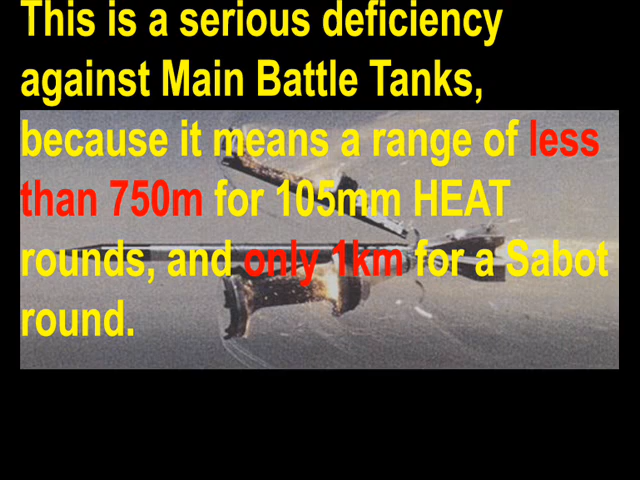 This is a serious deficiency
against Main Battle Tanks,
because it means a range of less
than 750m for 105mm HEAT
rounds, and only 1km for a Sabot
round.